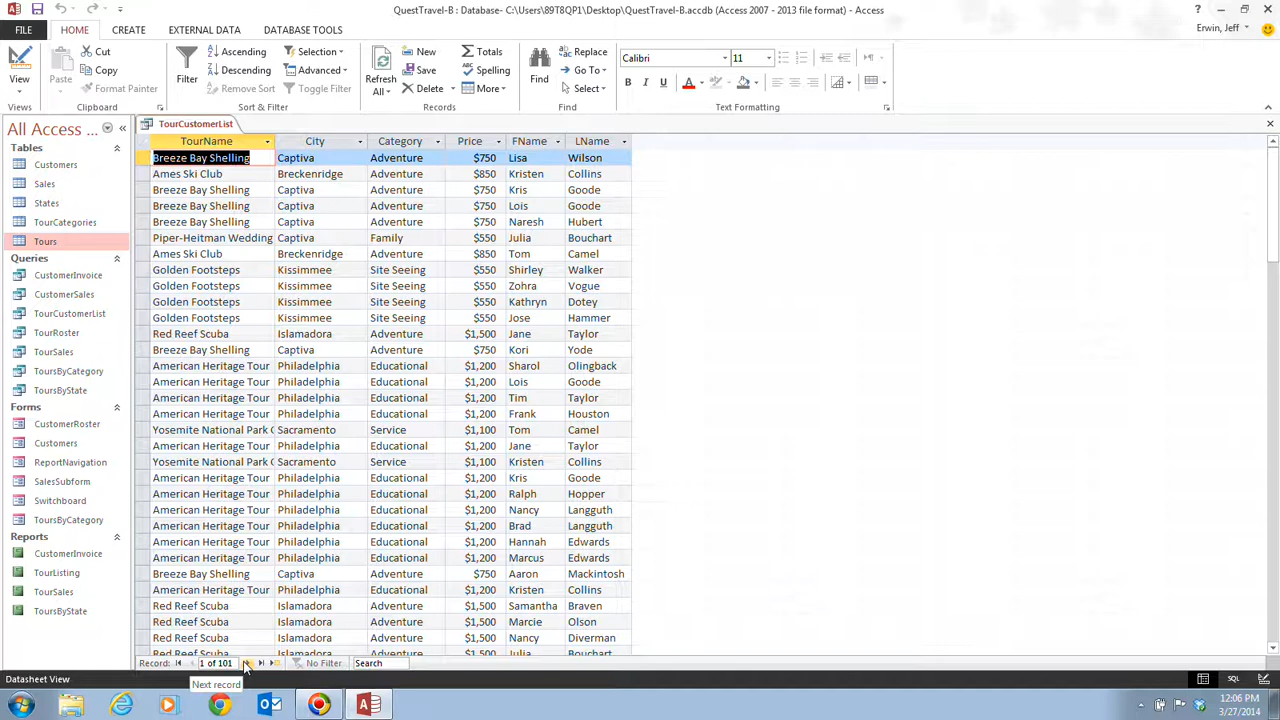 QuestTravel-B : Database- C:\Users\89T8QP1\Desktop\QuestTravel-B.accdb (Access 2007 - 2013 file format) - Access
FILE HOME CREATE EXTERNAL DATA DATABASE TOOLS Erwin, Jeff
View Paste Cut Copy Format Painter
Filter Ascending Descending Remove Sort Selection Advanced Toggle Filter
Refresh All New Save Delete Totals Spelling More
Find Replace Go To Select
Calibri 11
B I U A
Views Clipboard Sort & Filter Records Find Text Formatting
All Access ...
Tables
Customers
Sales
States
TourCategories
Tours
Queries
CustomerInvoice
CustomerSales
TourCustomerList
TourRoster
TourSales
ToursByCategory
ToursByState
Forms
CustomerRoster
Customers
ReportNavigation
SalesSubform
Switchboard
ToursByCategory
Reports
CustomerInvoice
TourListing
ToursSales
ToursByState
TourCustomerList
TourName City Category Price FName LName
Breeze Bay Shelling Captiva Adventure $750 Lisa Wilson
Ames Ski Club Breckenridge Adventure $850 Kristen Collins
Breeze Bay Shelling Captiva Adventure $750 Kris Goode
Breeze Bay Shelling Captiva Adventure $750 Lois Goode
Breeze Bay Shelling Captiva Adventure $750 Naresh Hubert
Piper-Heitman Wedding Captiva Family $550 Julia Bouchart
Ames Ski Club Breckenridge Adventure $850 Tom Camel
Golden Footsteps Kissimmee Site Seeing $550 Shirley Walker
Golden Footsteps Kissimmee Site Seeing $550 Zohra Vogue
Golden Footsteps Kissimmee Site Seeing $550 Kathryn Dotey
Golden Footsteps Kissimmee Site Seeing $550 Jose Hammer
Red Reef Scuba Islamadora Adventure $1,500 Jane Taylor
Breeze Bay Shelling Captiva Adventure $750 Kori Yode
American Heritage Tour Philadelphia Educational $1,200 Sharol Olingback
American Heritage Tour Philadelphia Educational $1,200 Lois Goode
American Heritage Tour Philadelphia Educational $1,200 Tim Taylor
American Heritage Tour Philadelphia Educational $1,200 Frank Houston
Yosemite National Park C Sacramento Service $1,100 Tom Camel
American Heritage Tour Philadelphia Educational $1,200 Jane Taylor
Yosemite National Park C Sacramento Service $1,100 Kristen Collins
American Heritage Tour Philadelphia Educational $1,200 Kris Goode
American Heritage Tour Philadelphia Educational $1,200 Ralph Hopper
American Heritage Tour Philadelphia Educational $1,200 Nancy Langguth
American Heritage Tour Philadelphia Educational $1,200 Brad Langguth
American Heritage Tour Philadelphia Educational $1,200 Hannah Edwards
American Heritage Tour Philadelphia Educational $1,200 Marcus Edwards
Breeze Bay Shelling Captiva Adventure $750 Aaron Mackintosh
American Heritage Tour Philadelphia Educational $1,200 Kristen Collins
Red Reef Scuba Islamadora Adventure $1,500 Samantha Braven
Red Reef Scuba Islamadora Adventure $1,500 Marcie Olson
Red Reef Scuba Islamadora Adventure $1,500 Nancy Diverman
Red Reef Scuba Islamadora Adventure $1,500 Julia Bouchart
Record: 1 of 101 No Filter Search
Next record
Datasheet View SQL
12:06 PM
3/27/2014